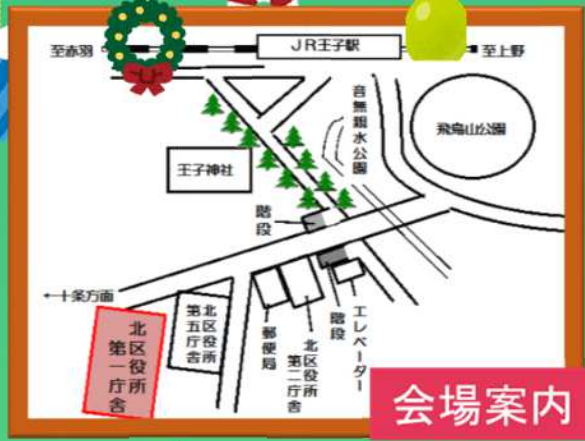 至赤羽
JR王子駅
至上野
音無親水公園
飛鳥山公園
王子神社
階段
←十条方面
北区役所
第一庁舎
北区役所
第五庁舎
郵便局
北区役所
第二庁舎
階段
エレベーター
会場案内